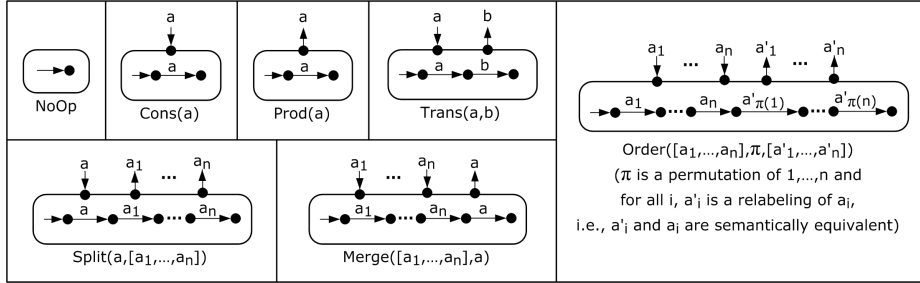 a
a
a
b
a₁
...
aₙ
a'₁
...
a'ₙ
a
a
a
b
NoOp
Cons(a)
Prod(a)
Trans(a,b)
a₁
...
aₙ
a'π(1)
...
a'π(n)
Order([a₁,...,aₙ],π,[a'₁,...,a'ₙ])
(π is a permutation of 1,...,n and
for all i, a'ᵢ is a relabeling of aᵢ,
i.e., a'ᵢ and aᵢ are semantically equivalent)
a
a₁
...
aₙ
a
a₁
...
aₙ
Split(a,[a₁,...,aₙ])
a₁
...
aₙ
a
a₁
...
aₙ
a
Merge([a₁,...,aₙ],a)